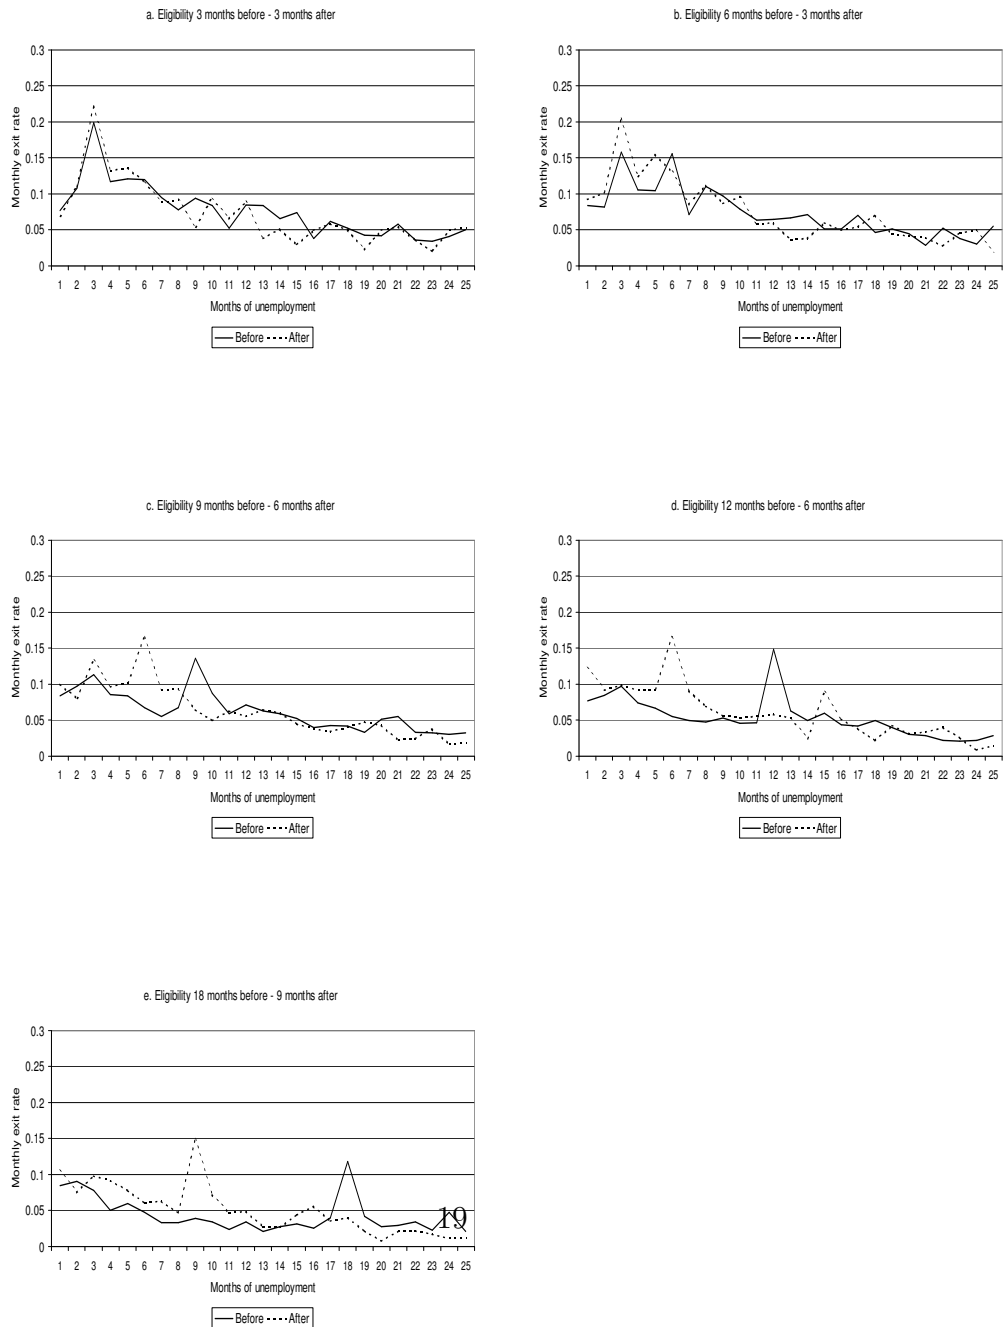 a. Eligibility 3 months before - 3 months after
0.3
0.25
0.2
0.15
0.1
0.05
0
Monthly exit rate
1 2 3 4 5 6 7 8 9 10 11 12 13 14 15 16 17 18 19 20 21 22 23 24 25
Months of unemployment
Before After
b. Eligibility 6 months before - 3 months after
0.3
0.25
0.2
0.15
0.1
0.05
0
Monthly exit rate
1 2 3 4 5 6 7 8 9 10 11 12 13 14 15 16 17 18 19 20 21 22 23 24 25
Months of unemployment
Before After
c. Eligibility 9 months before - 6 months after
0.3
0.25
0.2
0.15
0.1
0.05
0
Monthly exit rate
1 2 3 4 5 6 7 8 9 10 11 12 13 14 15 16 17 18 19 20 21 22 23 24 25
Months of unemployment
Before After
d. Eligibility 12 months before - 6 months after
0.3
0.25
0.2
0.15
0.1
0.05
0
Monthly exit rate
1 2 3 4 5 6 7 8 9 10 11 12 13 14 15 16 17 18 19 20 21 22 23 24 25
Months of unemployment
Before After
e. Eligibility 18 months before - 9 months after
0.3
0.25
0.2
0.15
0.1
0.05
0
Monthly exit rate
19
1 2 3 4 5 6 7 8 9 10 11 12 13 14 15 16 17 18 19 20 21 22 23 24 25
Months of unemployment
Before After